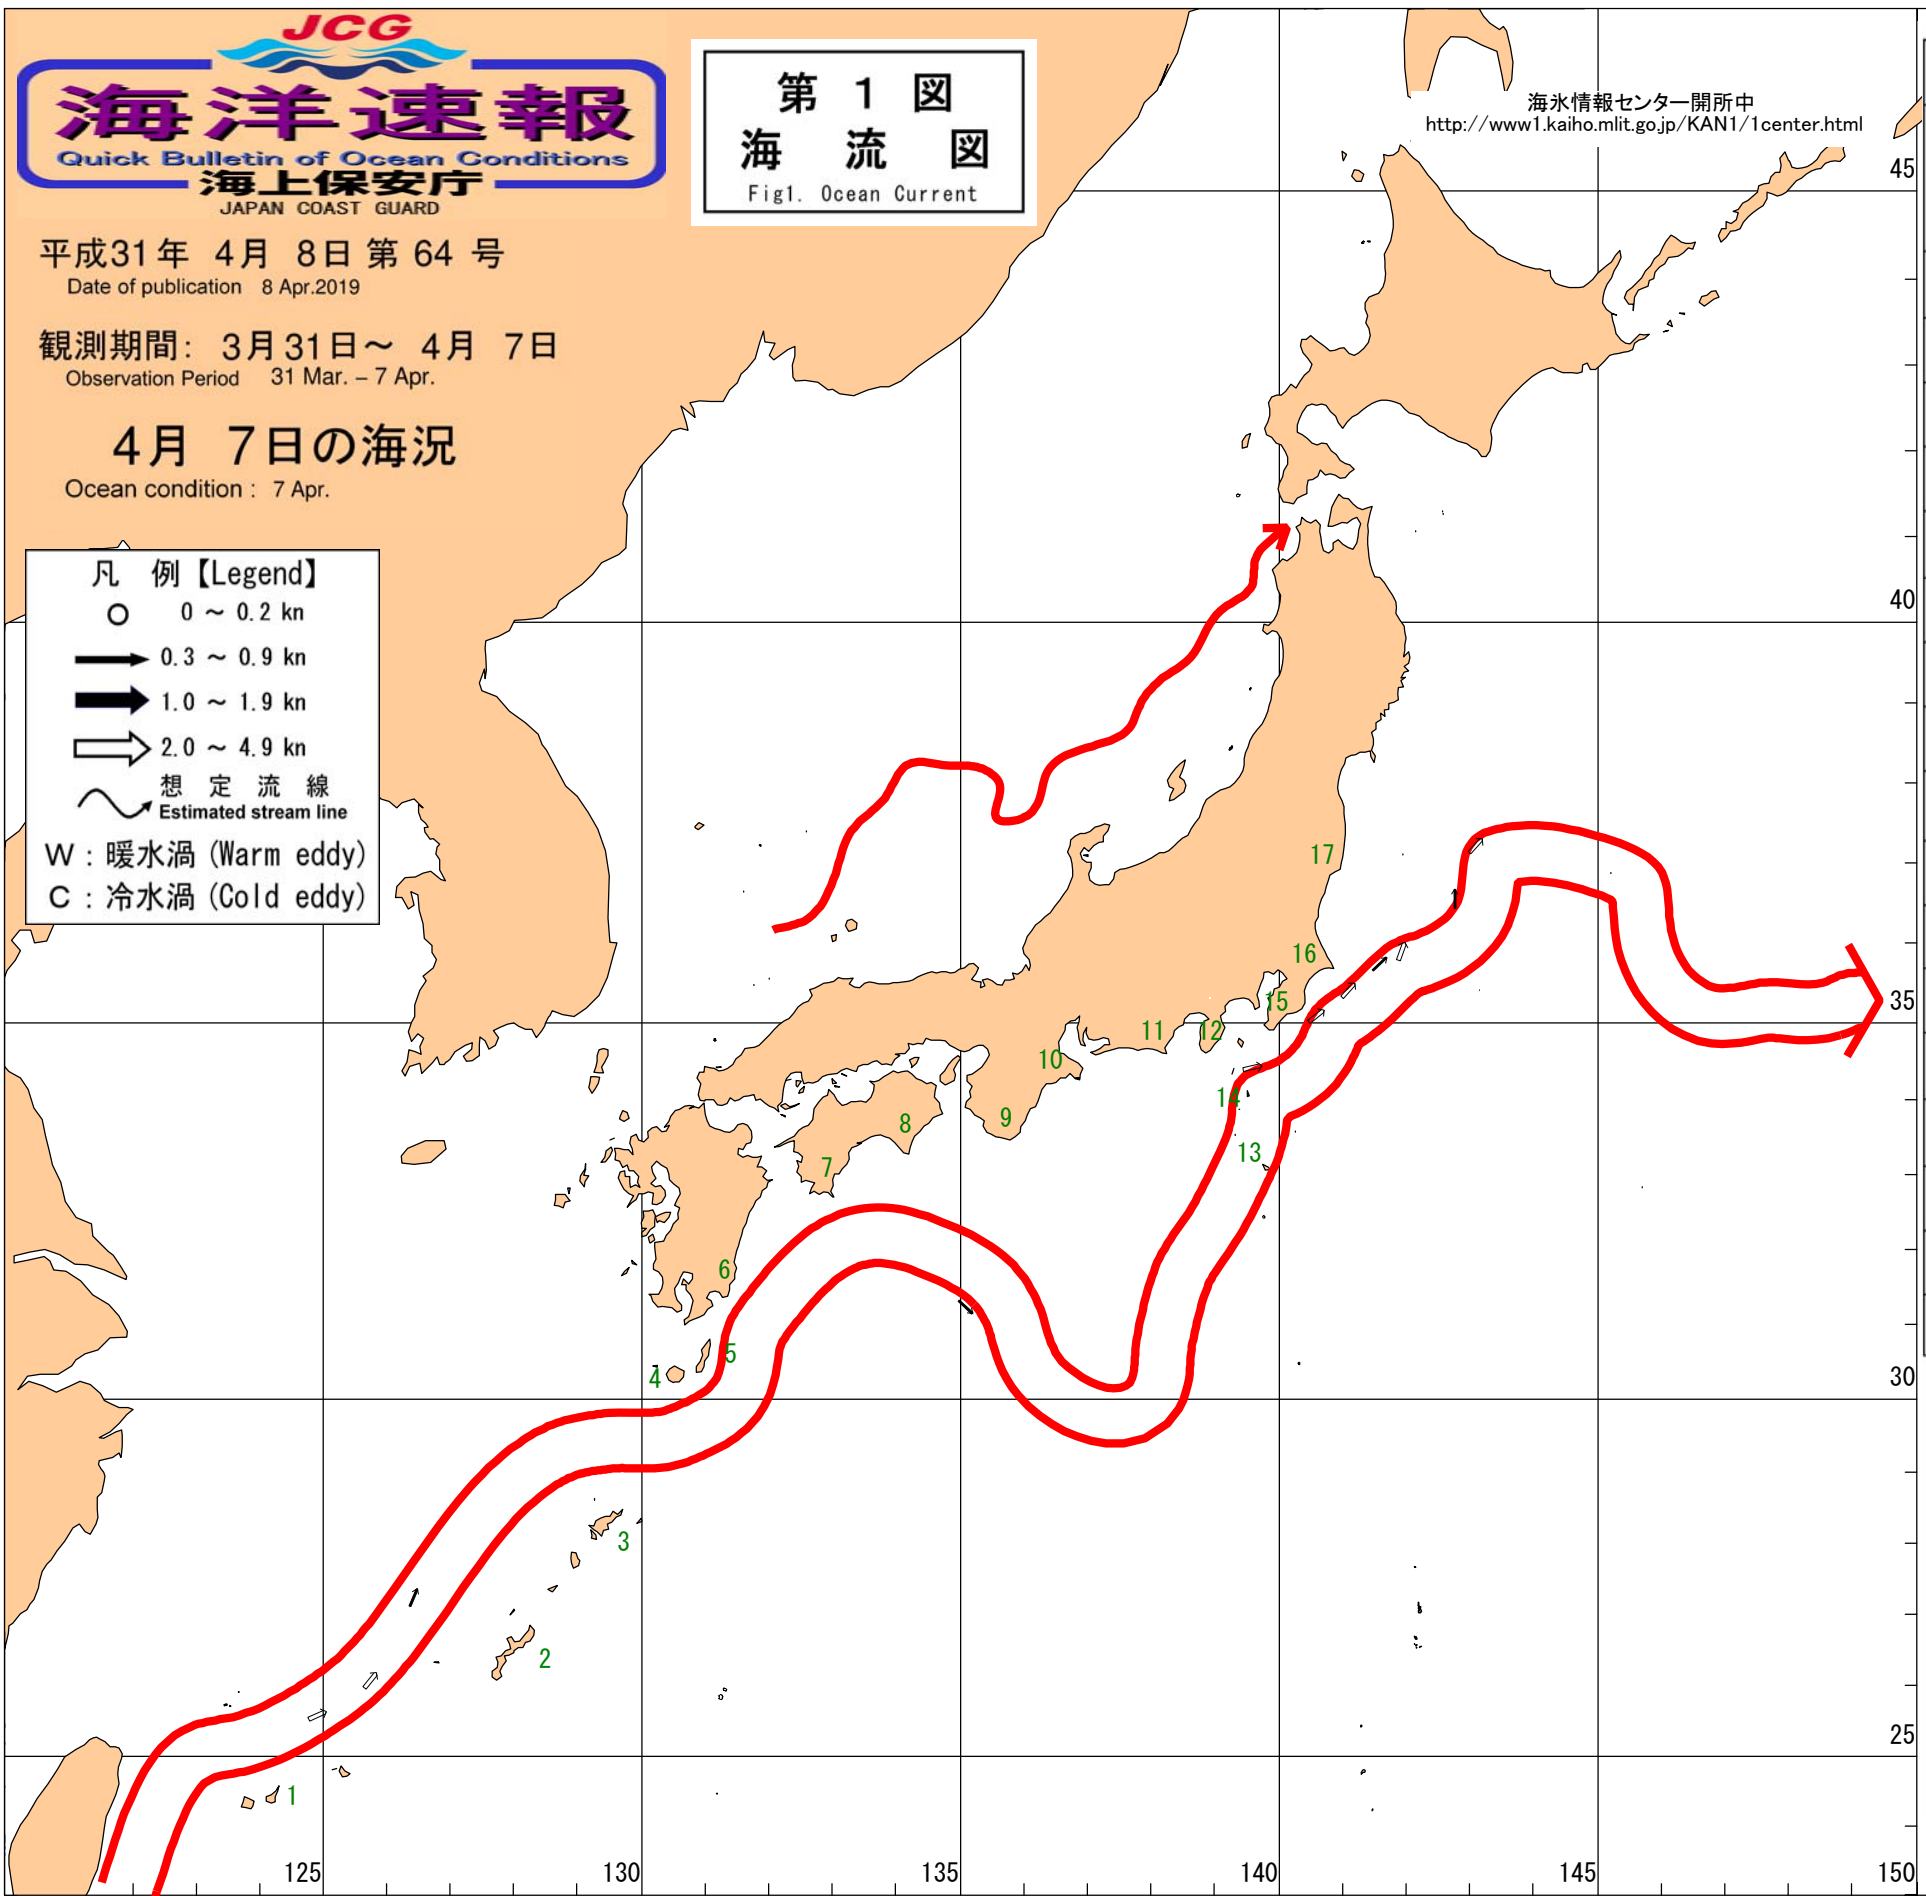 JCG
海洋速報
Quick Bulletin of Ocean Conditions
海上保安庁
JAPAN COAST GUARD
第 1 図
海 流 図
Fig1. Ocean Current
海氷情報センター開所中
http://www1.kaiho.mlit.go.jp/KAN1/1center.html
平成31年 4月 8日 第 64 号
Date of publication 8 Apr.2019
観測期間: 3月31日～ 4月 7日
Observation Period 31 Mar. – 7 Apr.
4月 7日の海況
Ocean condition : 7 Apr.
凡 例【Legend】
0 ～ 0.2 kn
0.3 ～ 0.9 kn
1.0 ～ 1.9 kn
2.0 ～ 4.9 kn
想 定 流 線
Estimated stream line
W : 暖水渦 (Warm eddy)
C : 冷水渦 (Cold eddy)
45
40
35
30
25
17
16
15
14
13
12
11
10
9
8
7
6
5
4
3
2
1
125
130
135
140
145
150